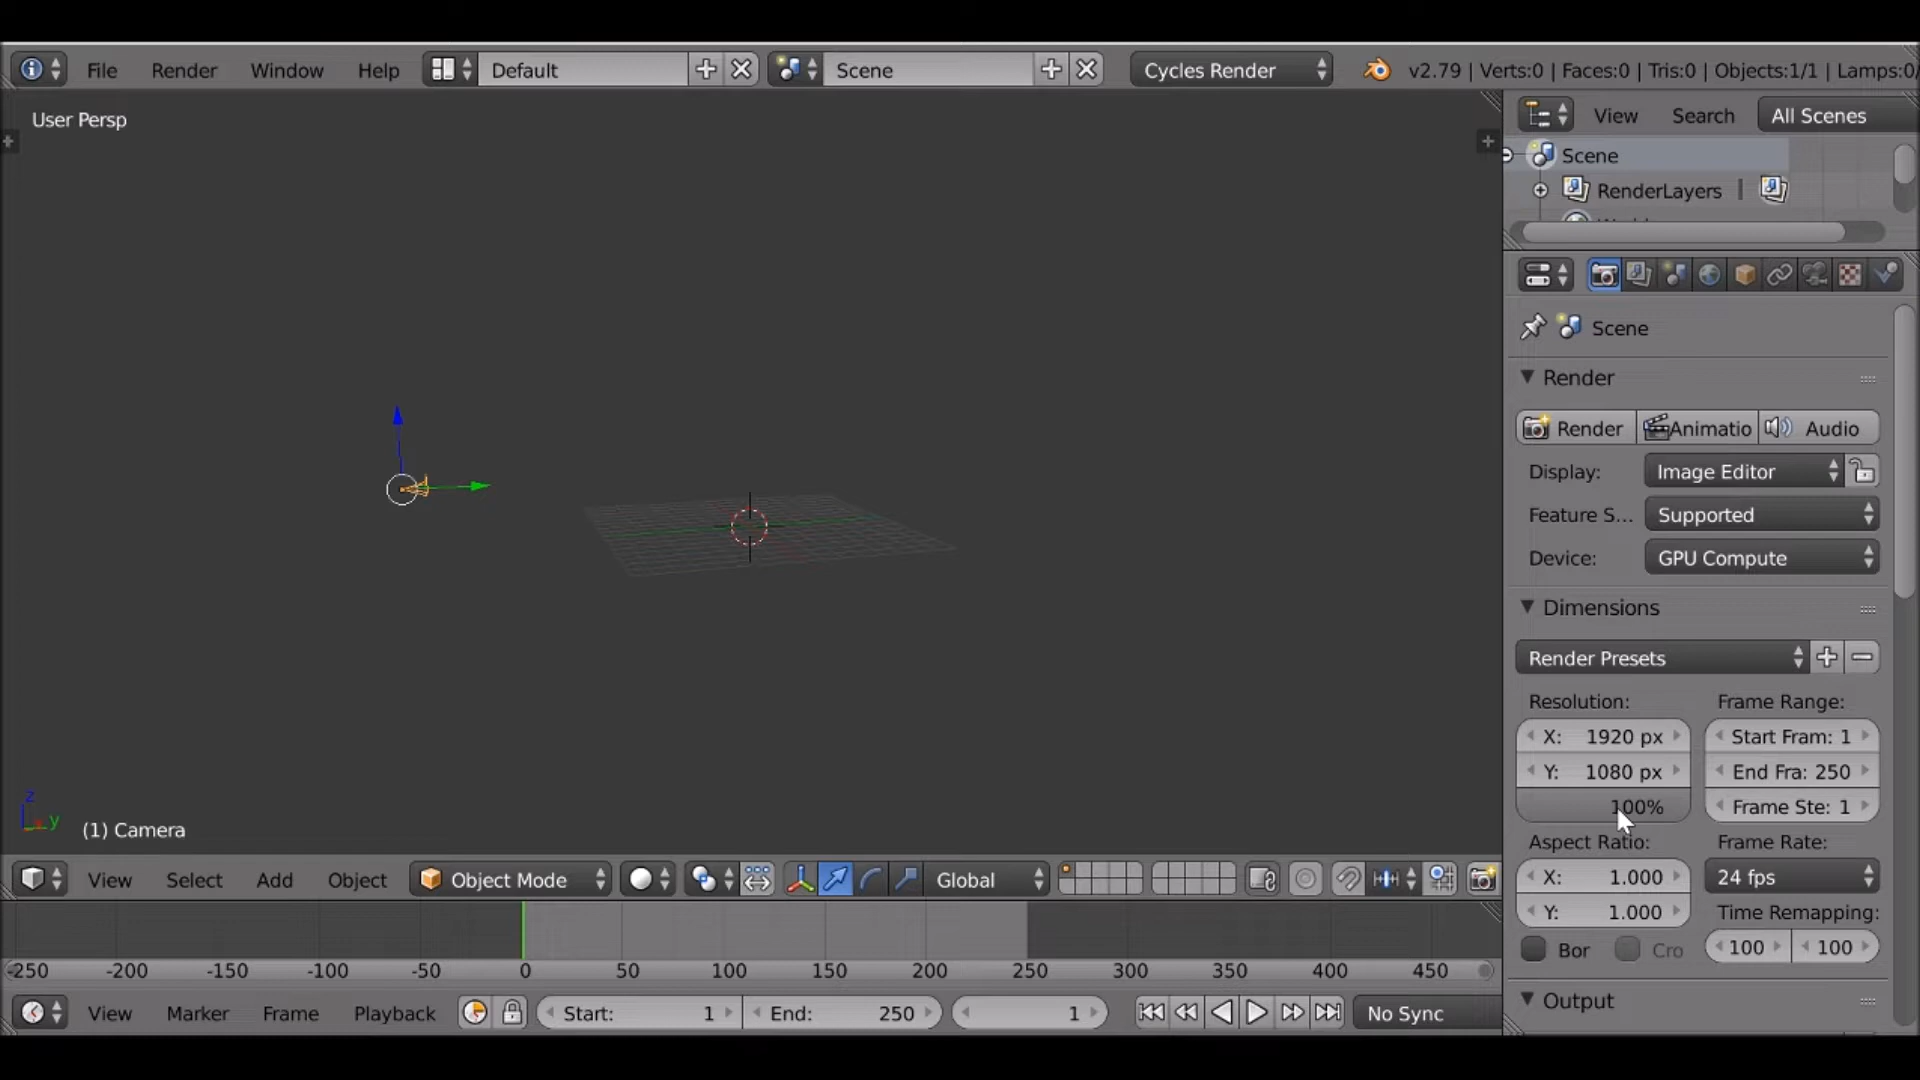 File Render Window Help Default Scene Cycles Render v2.79 | Verts:0 | Faces:0 | Tris:0 | Objects:1/1 | Lamps:0/
User Persp
View Search All Scenes
Scene
RenderLayers
Scene
Render
Render Animatio Audio
Display: Image Editor
Feature S... Supported
Device: GPU Compute
Dimensions
Render Presets
Resolution: Frame Range:
X: 1920 px Start Fram: 1
Y: 1080 px End Fra: 250
100% Frame Ste: 1
Aspect Ratio: Frame Rate:
X: 1.000 24 fps
Y: 1.000 Time Remapping:
Bor Cro 100 100
Output
z
y
(1) Camera
View Select Add Object Object Mode Global
-250 -200 -150 -100 -50 0 50 100 150 200 250 300 350 400 450
View Marker Frame Playback Start: 1 End: 250 1 No Sync